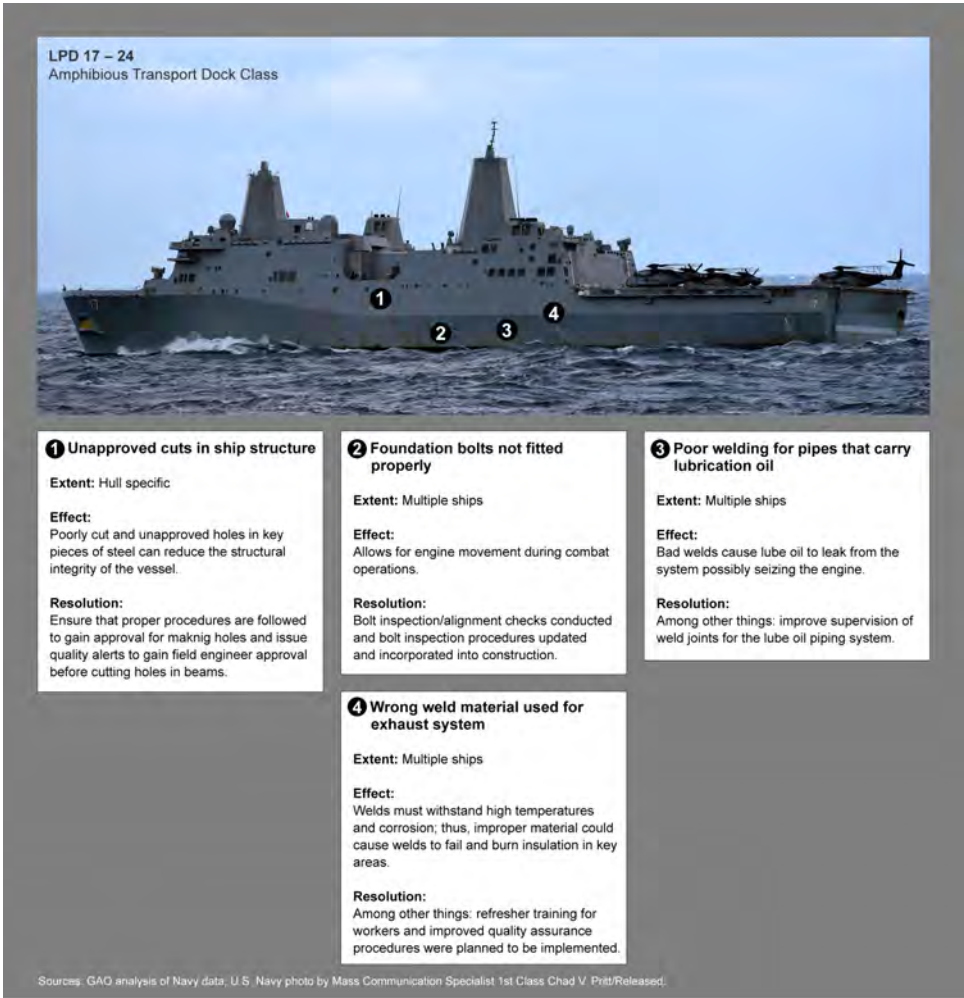 LPD 17 – 24
Amphibious Transport Dock Class
1
2
3
4
1 Unapproved cuts in ship structure
Extent: Hull specific
Effect:
Poorly cut and unapproved holes in key
pieces of steel can reduce the structural
integrity of the vessel.
Resolution:
Ensure that proper procedures are followed
to gain approval for maknig holes and issue
quality alerts to gain field engineer approval
before cutting holes in beams.
2 Foundation bolts not fitted
properly
Extent: Multiple ships
Effect:
Allows for engine movement during combat
operations.
Resolution:
Bolt inspection/alignment checks conducted
and bolt inspection procedures updated
and incorporated into construction.
3 Poor welding for pipes that carry
lubrication oil
Extent: Multiple ships
Effect:
Bad welds cause lube oil to leak from the
system possibly seizing the engine.
Resolution:
Among other things: improve supervision of
weld joints for the lube oil piping system.
4 Wrong weld material used for
exhaust system
Extent: Multiple ships
Effect:
Welds must withstand high temperatures
and corrosion; thus, improper material could
cause welds to fail and burn insulation in key
areas.
Resolution:
Among other things: refresher training for
workers and improved quality assurance
procedures were planned to be implemented.
Sources: GAO analysis of Navy data; U.S. Navy photo by Mass Communication Specialist 1st Class Chad V. Pritt/Released.